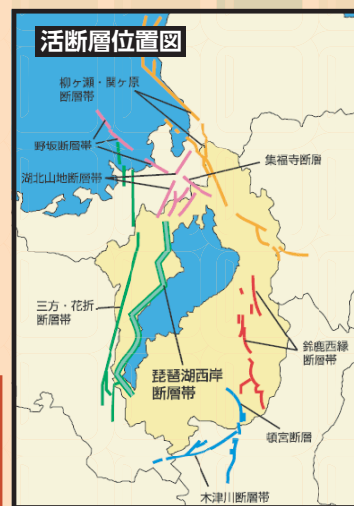 活断層位置図
柳ヶ瀬・関ヶ原
断層帯
野坂断層帯
集福寺断層
湖北山地断層帯
三方・花折
断層帯
鈴鹿西縁
断層帯
琵琶湖西岸
断層帯
頓宮断層
木津川断層帯